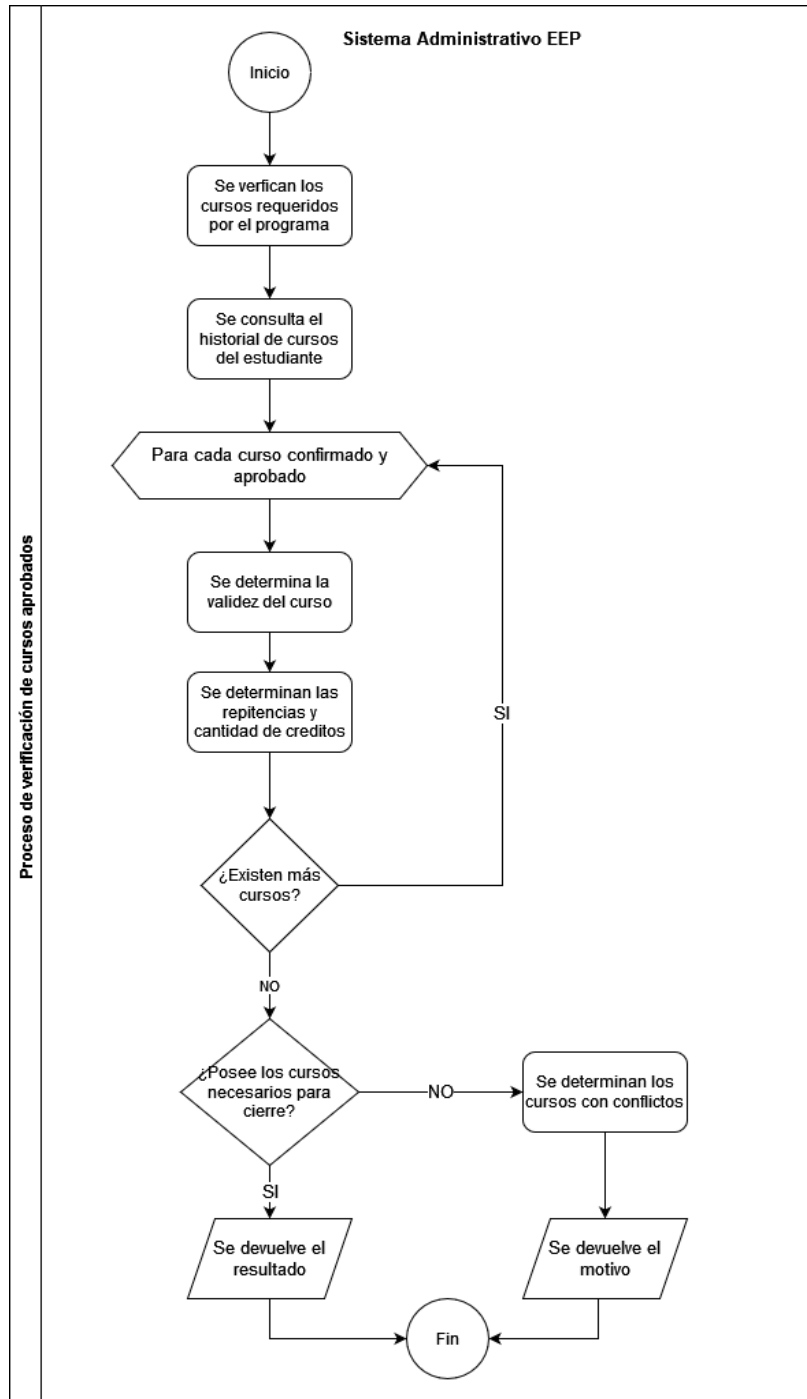 Sistema Administrativo EEP
Proceso de verificación de cursos aprobados
Inicio
Se verfican los
cursos requeridos
por el programa
Se consulta el
historial de cursos
del estudiante
Para cada curso confirmado y
aprobado
Se determina la
validez del curso
Se determinan las
repitencias y
cantidad de creditos
SI
¿Existen más
cursos?
NO
¿Posee los cursos
necesarios para
cierre?
NO
Se determinan los
cursos con conflictos
SI
Se devuelve el
resultado
Se devuelve el
motivo
Fin